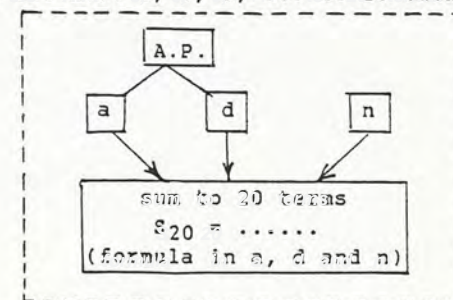 A.P.
a d n
sum to 20 terms
S20 = ......
(formula in a, d and n)